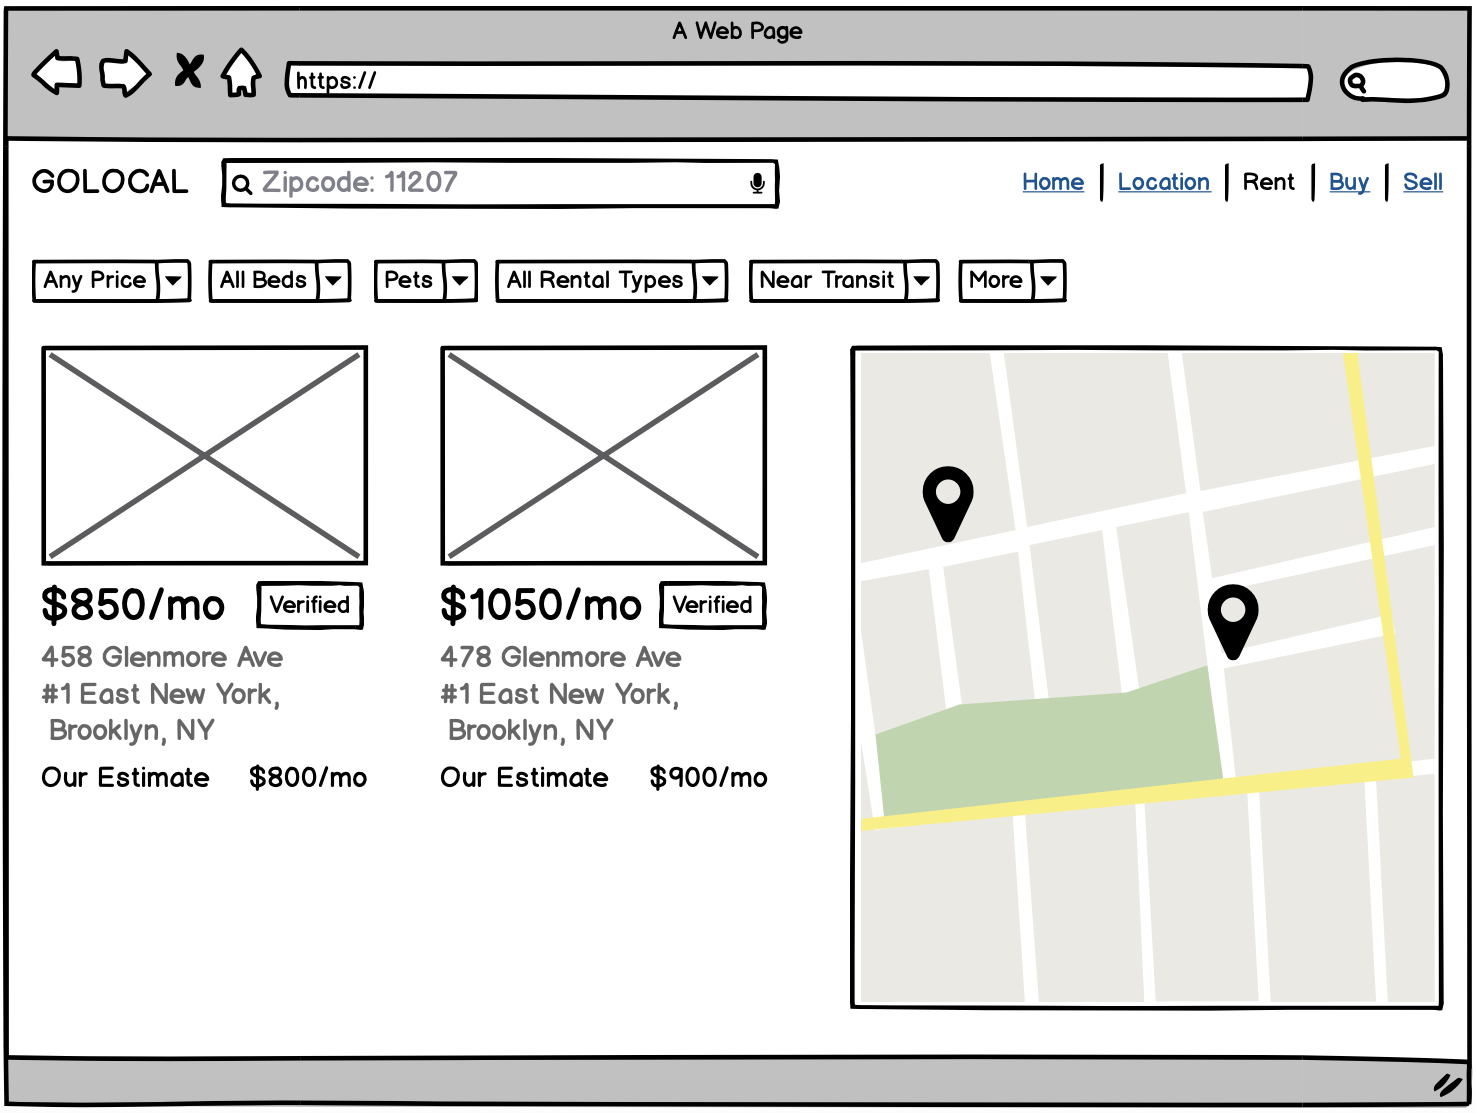 A Web Page
https://
GOLOCAL
Zipcode: 11207
Home
Location
Rent
Buy
Sell
Any Price
All Beds
Pets
All Rental Types
Near Transit
More
$850/mo
Verified
458 Glenmore Ave
#1 East New York,
Brooklyn, NY
Our Estimate $800/mo
$1050/mo
Verified
478 Glenmore Ave
#1 East New York,
Brooklyn, NY
Our Estimate $900/mo